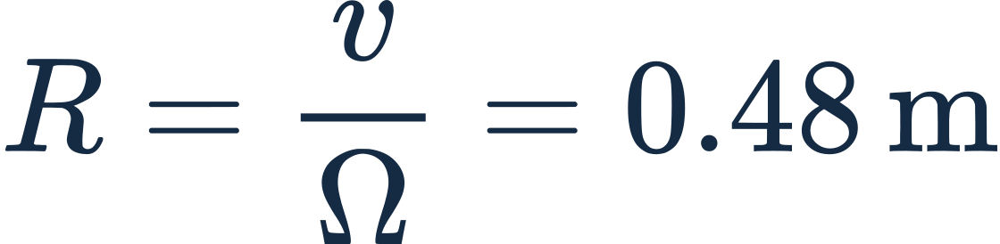 R = v/Ω = 0.48 m